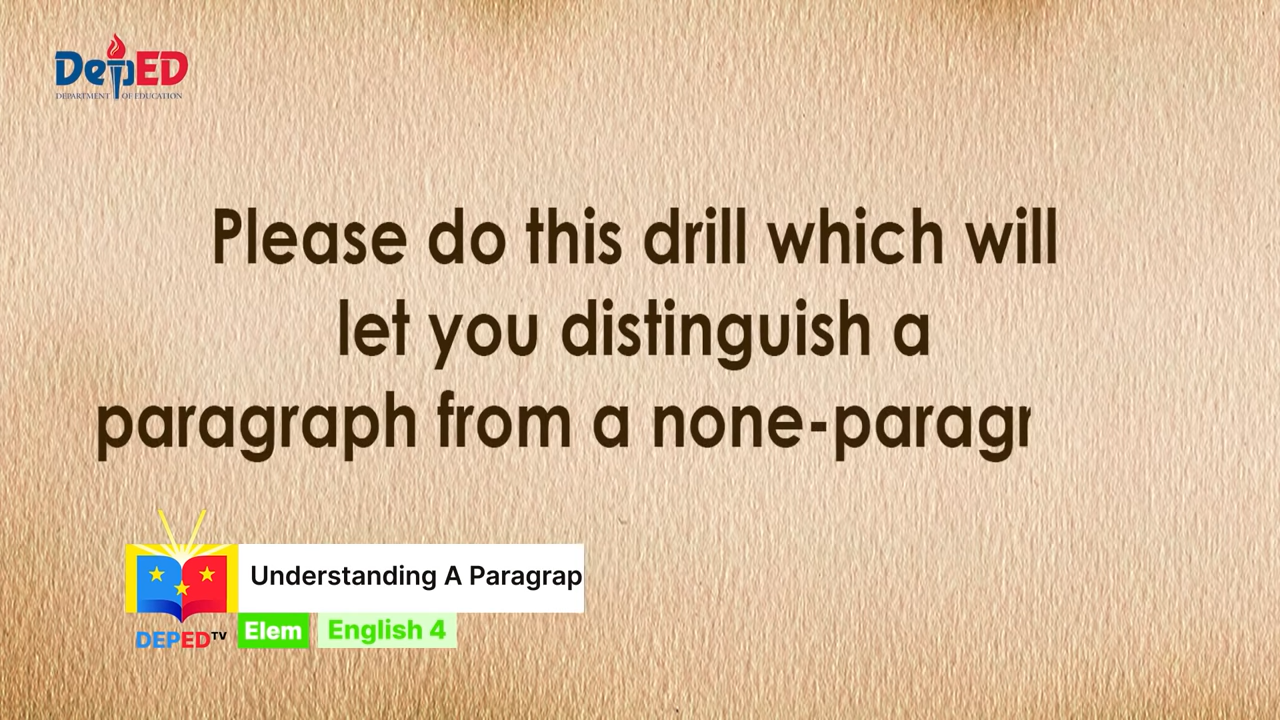 DepED
DEPARTMENT OF EDUCATION
Please do this drill which will
let you distinguish a
paragraph from a none-paragr
Understanding A Paragrap
DEPED TV
Elem
English 4